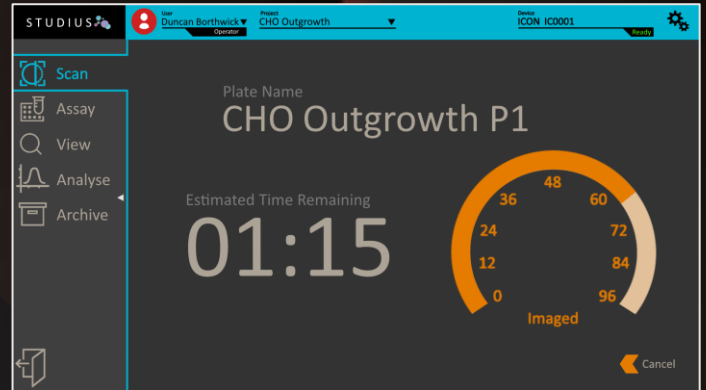 STUDIUS
User
Duncan Borthwick
Operator
Project
CHO Outgrowth
Device
ICON IC0001
Ready
Scan
Assay
View
Analyse
Archive
Plate Name
CHO Outgrowth P1
Estimated Time Remaining
01:15
0
12
24
36
48
60
72
84
96
Imaged
Cancel